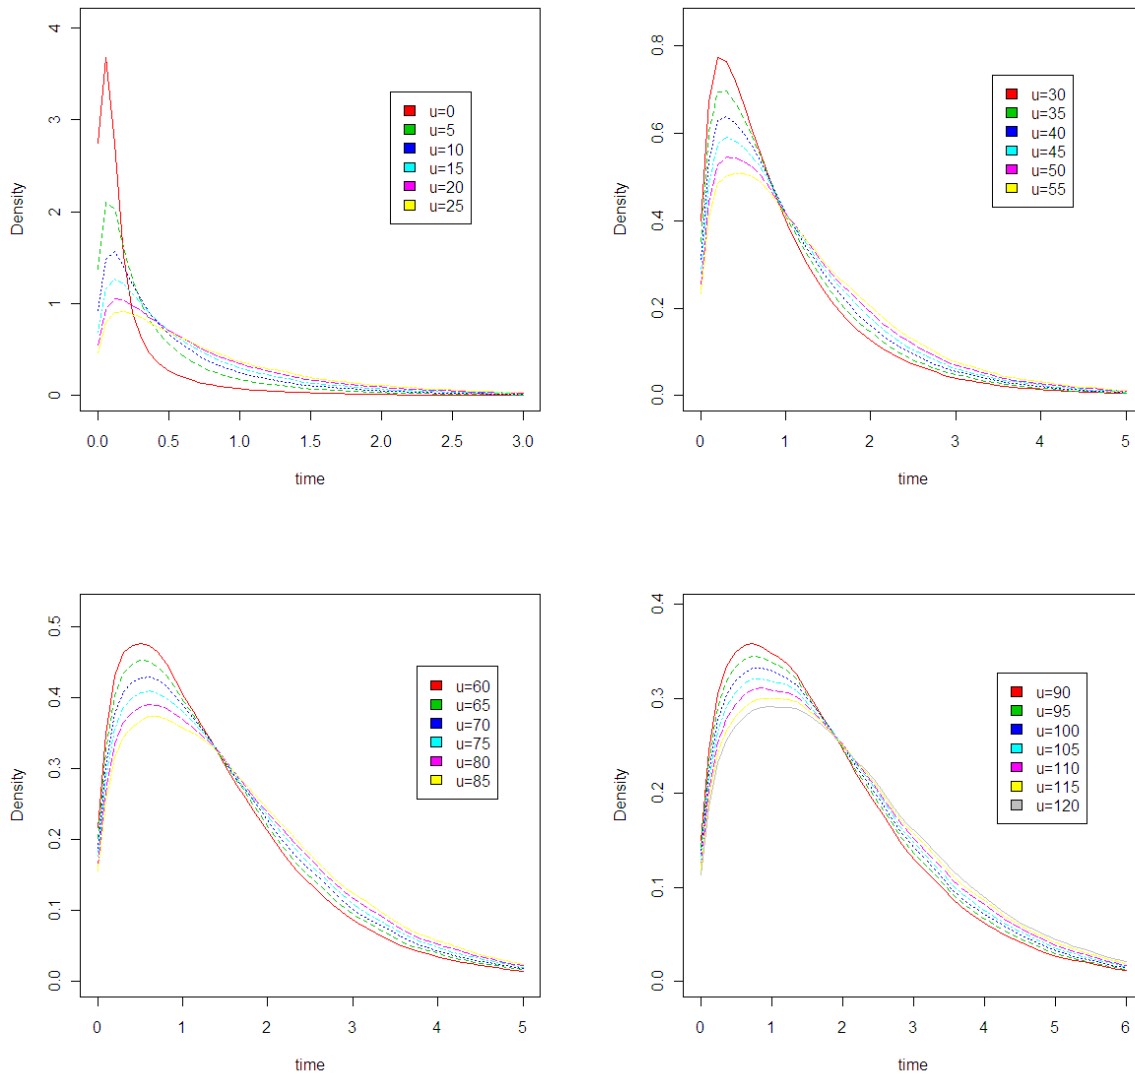 Density
4
3
2
1
0
u=0
u=5
u=10
u=15
u=20
u=25
0.0 0.5 1.0 1.5 2.0 2.5 3.0
time
Density
0.8
0.6
0.4
0.2
0.0
u=30
u=35
u=40
u=45
u=50
u=55
0 1 2 3 4 5
time
Density
0.5
0.4
0.3
0.2
0.1
0.0
u=60
u=65
u=70
u=75
u=80
u=85
0 1 2 3 4 5
time
Density
0.4
0.3
0.2
0.1
0.0
u=90
u=95
u=100
u=105
u=110
u=115
u=120
0 1 2 3 4 5 6
time